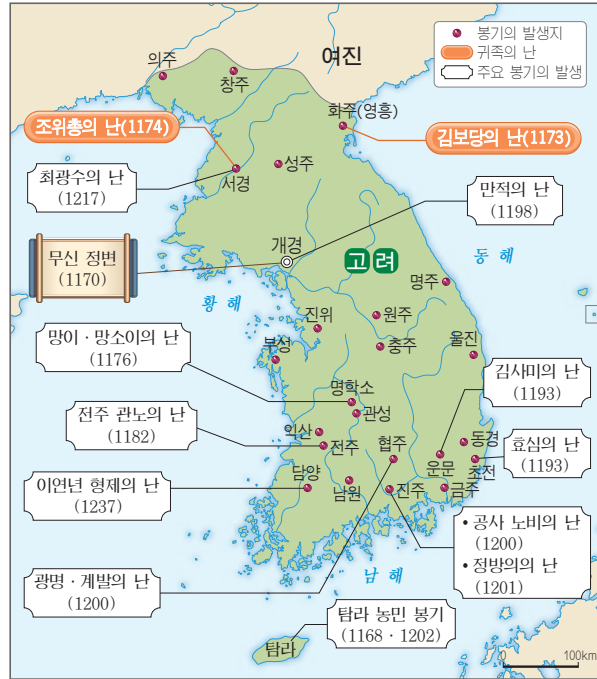 여진
봉기의 발생지
귀족의 난
주요 봉기의 발생
의주
창주
화주(영흥)
조위총의 난(1174)
김보당의 난(1173)
성주
서경
최광수의 난
(1217)
만적의 난
(1198)
개경
무신 정변
(1170)
고려
동해
명주
황해
진위
원주
충주
울진
부성
망이·망소이의 난
(1176)
명학소
관성
김사미의 난
(1193)
전주 관노의 난
(1182)
익산
전주
협주
동경
운문
초전
효심의 난
(1193)
담양
남원
진주
금주
이연년 형제의 난
(1237)
• 공사 노비의 난
(1200)
• 정방의의 난
(1201)
광명·계발의 난
(1200)
남해
탐라 농민 봉기
(1168·1202)
탐라
0 100km